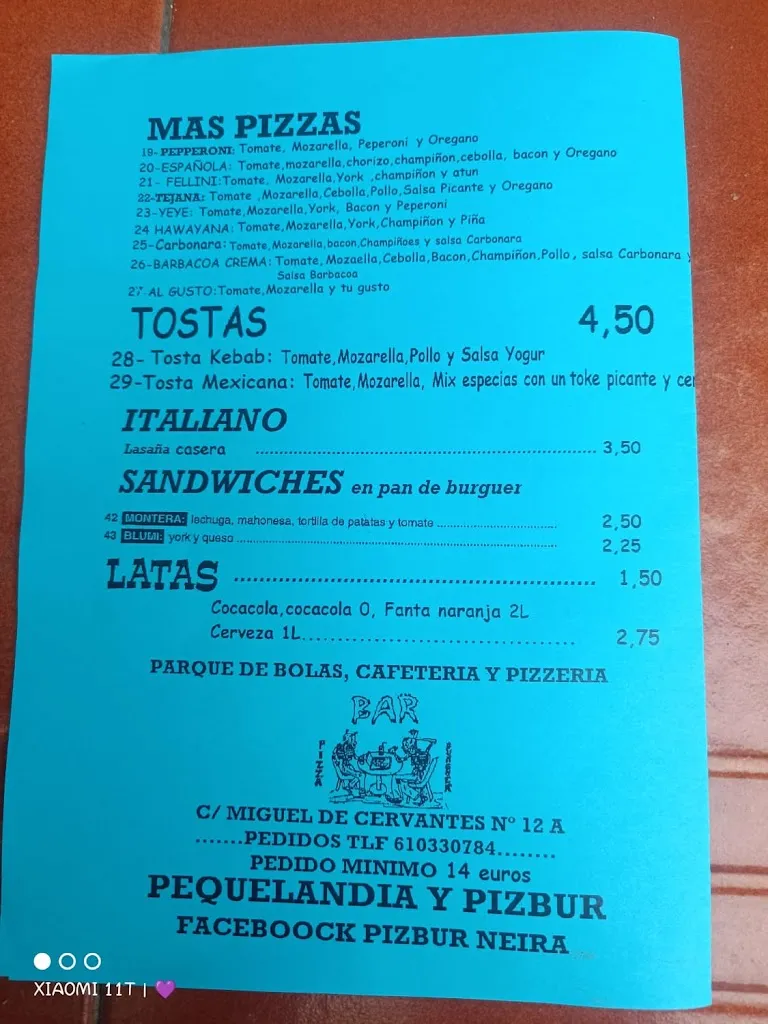 MAS PIZZAS
19- PEPPERONI: Tomate, Mozarella, Peperoni y Oregano
20-ESPAÑOLA: Tomate,mozarella,chorizo,champiñon,cebolla, bacon y Oregano
21- FELLINI:Tomate, Mozarella,York ,champiñon y atun
22-TEJANA: Tomate ,Mozarella,Cebolla,Pollo,Salsa Picante y Oregano
23-YEYE: Tomate,Mozarella,York, Bacon y Peperoni
24 HAWAYANA: Tomate,Mozarella,York,Champiñon y Piña
25-Carbonara: Tomate,Mozarella,bacon,Champiñoes y salsa Carbonara
26-BARBACOA CREMA: Tomate, Mozaella,Cebolla,Bacon,Champiñon,Pollo, salsa Carbonara y
Salsa Barbacoa
27-AL GUSTO:Tomate,Mozarella y tu gusto
TOSTAS 4,50
28- Tosta Kebab: Tomate,Mozarella,Pollo y Salsa Yogur
29-Tosta Mexicana: Tomate,Mozarella, Mix especias con un toke picante y
ITALIANO
Lasaña casera ........................ 3,50
SANDWICHES en pan de burguer
42 MONTERA: lechuga, mahonesa, tortilla de patatas y tomate ........................ 2,50
43 BLUMI: york y queso ........................ 2,25
LATAS ........................ 1,50
Cocacola,cocacola 0, Fanta naranja 2L
Cerveza 1L........................ 2,75
PARQUE DE BOLAS, CAFETERIA Y PIZZERIA
BAR
PIZZA
C/ MIGUEL DE CERVANTES Nº 12 A
.......PEDIDOS TLF 610330784........
PEDIDO MINIMO 14 euros
PEQUELANDIA Y PIZBUR
FACEBOOCK PIZBUR NEIRA
XIAOMI 11T | 💜